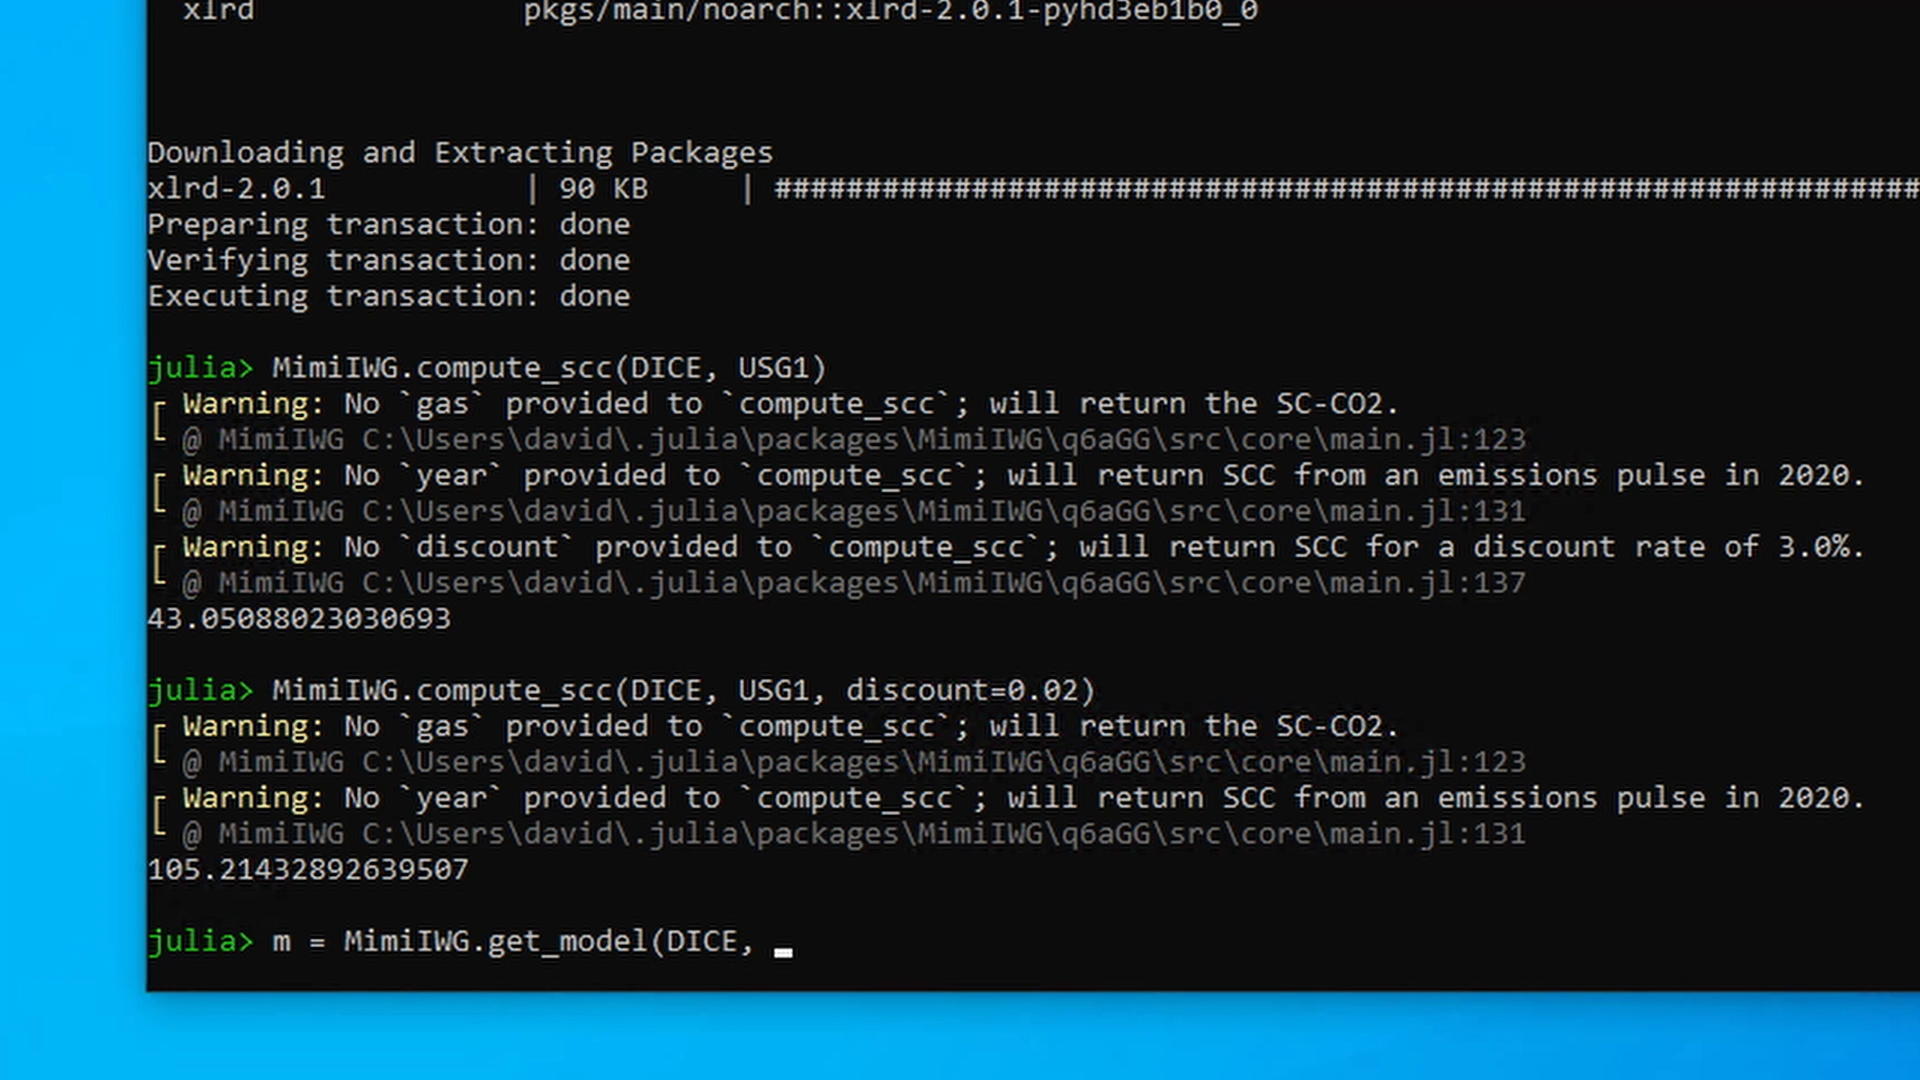 xlrd pkgs/main/noarch::xlrd-2.0.1-pyhd3eb1b0_0
Downloading and Extracting Packages
xlrd-2.0.1 | 90 KB | ################################################################
Preparing transaction: done
Verifying transaction: done
Executing transaction: done
julia> MimiIWG.compute_scc(DICE, USG1)
[ Warning: No `gas` provided to `compute_scc`; will return the SC-CO2.
@ MimiIWG C:\Users\david\.julia\packages\MimiIWG\q6aGG\src\core\main.jl:123
[ Warning: No `year` provided to `compute_scc`; will return SCC from an emissions pulse in 2020.
@ MimiIWG C:\Users\david\.julia\packages\MimiIWG\q6aGG\src\core\main.jl:131
[ Warning: No `discount` provided to `compute_scc`; will return SCC for a discount rate of 3.0%.
@ MimiIWG C:\Users\david\.julia\packages\MimiIWG\q6aGG\src\core\main.jl:137
43.05088023030693
julia> MimiIWG.compute_scc(DICE, USG1, discount=0.02)
[ Warning: No `gas` provided to `compute_scc`; will return the SC-CO2.
@ MimiIWG C:\Users\david\.julia\packages\MimiIWG\q6aGG\src\core\main.jl:123
[ Warning: No `year` provided to `compute_scc`; will return SCC from an emissions pulse in 2020.
@ MimiIWG C:\Users\david\.julia\packages\MimiIWG\q6aGG\src\core\main.jl:131
105.21432892639507
julia> m = MimiIWG.get_model(DICE, _